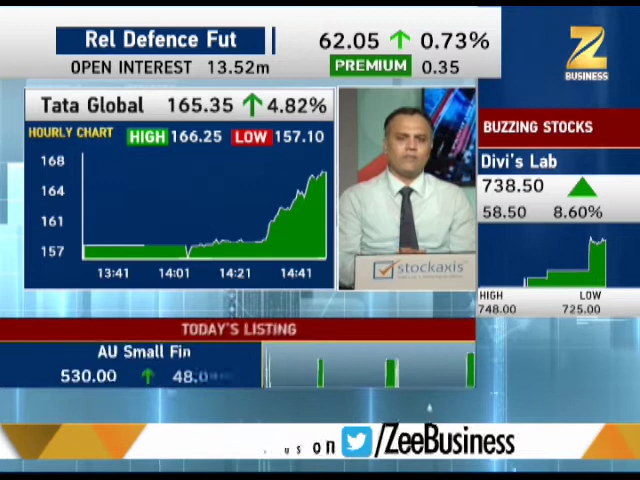 Rel Defence Fut
62.05 0.73%
OPEN INTEREST 13.52m
PREMIUM 0.35
Z
BUSINESS
Tata Global 165.35 4.82%
HOURLY CHART HIGH 166.25 LOW 157.10
168
164
161
157
13:41 14:01 14:21 14:41
stockaxis
BUZZING STOCKS
Divi's Lab
738.50
58.50 8.60%
HIGH LOW
748.00 725.00
TODAY'S LISTING
AU Small Fin
530.00
us on /ZeeBusiness